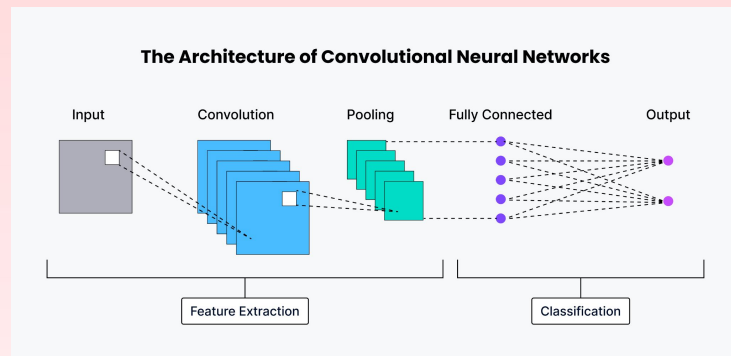 The Architecture of Convolutional Neural Networks
Input
Convolution
Pooling
Fully Connected
Output
Feature Extraction
Classification